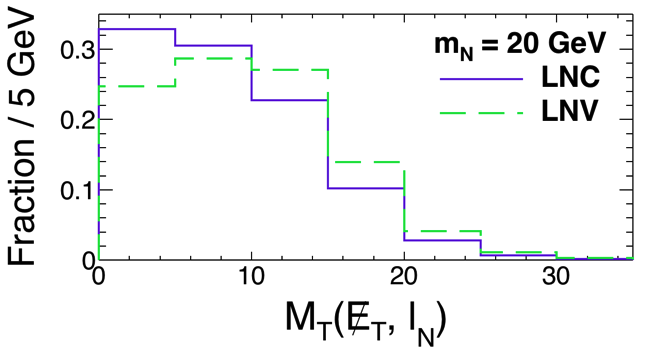 Fraction / 5 GeV
0.3
0.2
0.1
0
m_N = 20 GeV
LNC
LNV
0 10 20 30
M_T(E̸_T, l_N)